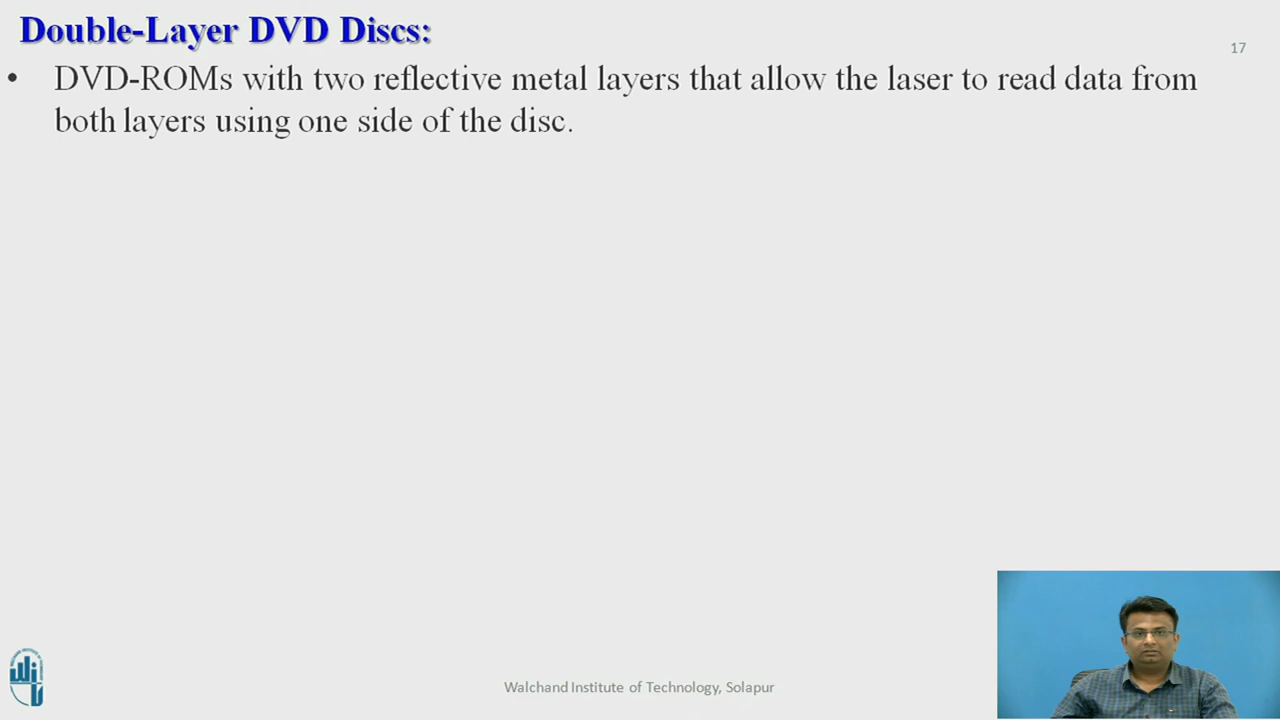 Double-Layer DVD Discs:
17
• DVD-ROMs with two reflective metal layers that allow the laser to read data from
both layers using one side of the disc.
Walchand Institute of Technology, Solapur